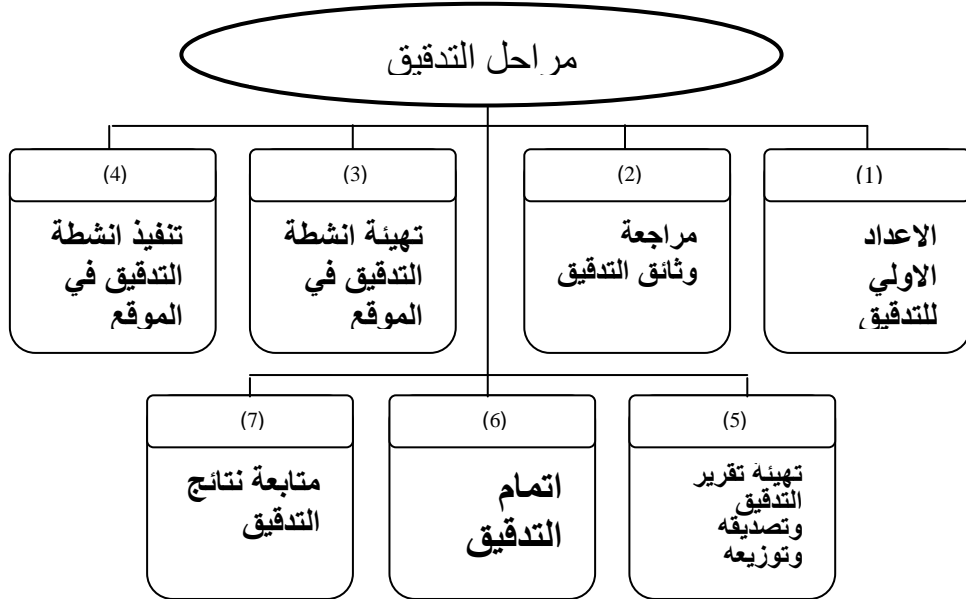 مراحل التدقيق
(1)
الاعداد
الاولي
للتدقيق
(2)
مراجعة
وثائق التدقيق
(3)
تهيئة انشطة
التدقيق في
الموقع
(4)
تنفيذ انشطة
التدقيق في
الموقع
(5)
تهيئة تقرير
التدقيق
وتصديقه
وتوزيعه
(6)
اتمام
التدقيق
(7)
متابعة نتائج
التدقيق